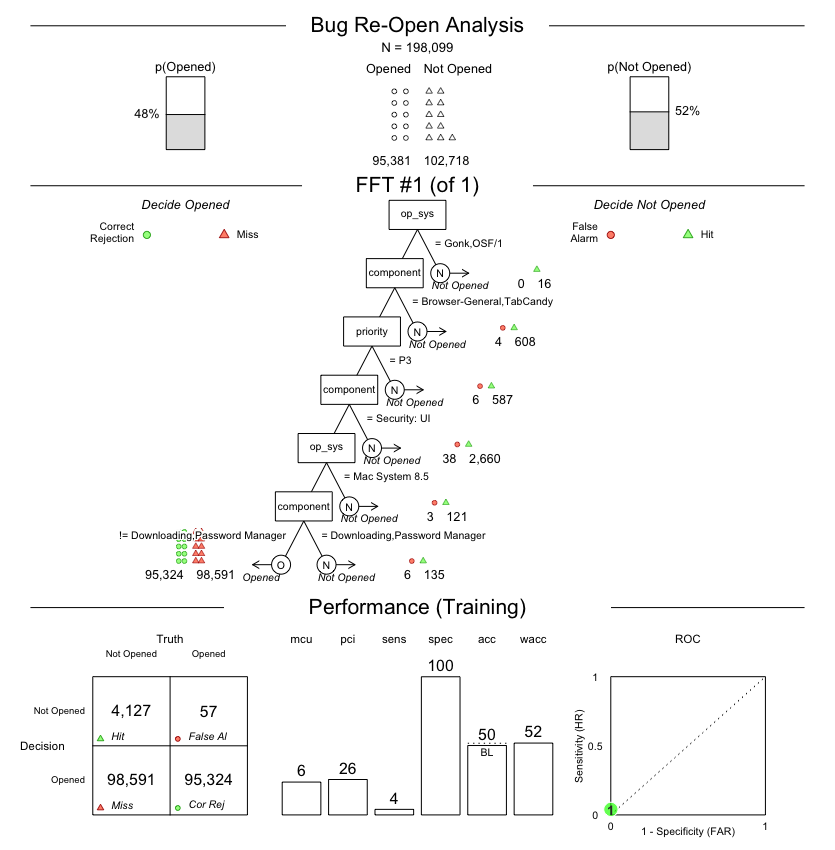 Bug Re-Open Analysis
N = 198,099
p(Opened)
Opened Not Opened
p(Not Opened)
48%
52%
95,381 102,718
FFT #1 (of 1)
Decide Opened
Decide Not Opened
Correct
Rejection
Miss
False
Alarm
Hit
op_sys
= Gonk,OSF/1
component
N
Not Opened
0 16
= Browser-General,TabCandy
priority
N
Not Opened
4 608
= P3
component
N
Not Opened
6 587
= Security: UI
op_sys
N
Not Opened
38 2,660
= Mac System 8.5
component
N
Not Opened
3 121
!= Downloading,Password Manager
= Downloading,Password Manager
O
N
95,324 98,591
Opened
Not Opened
6 135
Performance (Training)
Truth
Not Opened Opened
mcu pci sens spec acc wacc
ROC
Not Opened
4,127
Hit
57
False Al
Decision
Opened
98,591
Miss
95,324
Cor Rej
6
26
4
100
50
BL
52
Sensitivity (HR)
1
0.5
0
1
0
1
1 - Specificity (FAR)